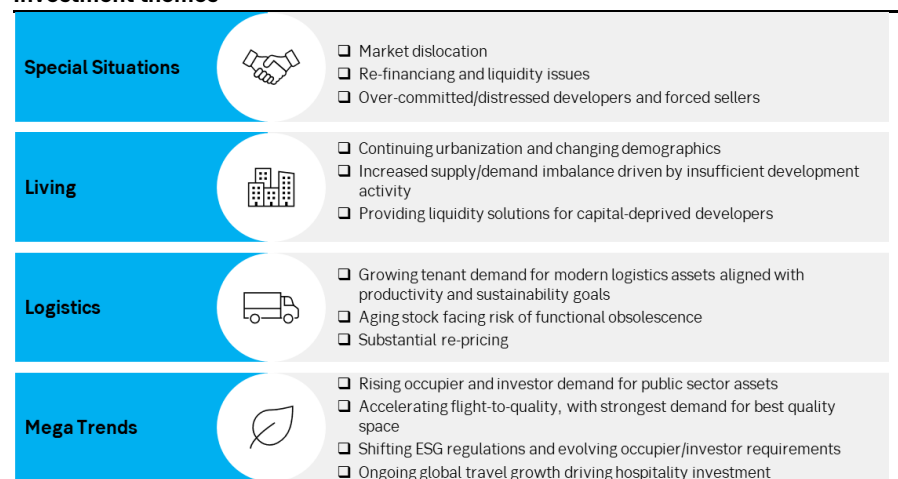 Investment themes
Special Situations
❑ Market dislocation
❑ Re-financiang and liquidity issues
❑ Over-committed/distressed developers and forced sellers
Living
❑ Continuing urbanization and changing demographics
❑ Increased supply/demand imbalance driven by insufficient development
activity
❑ Providing liquidity solutions for capital-deprived developers
Logistics
❑ Growing tenant demand for modern logistics assets aligned with
productivity and sustainability goals
❑ Aging stock facing risk of functional obsolescence
❑ Substantial re-pricing
Mega Trends
❑ Rising occupier and investor demand for public sector assets
❑ Accelerating flight-to-quality, with strongest demand for best quality
space
❑ Shifting ESG regulations and evolving occupier/investor requirements
❑ Ongoing global travel growth driving hospitality investment